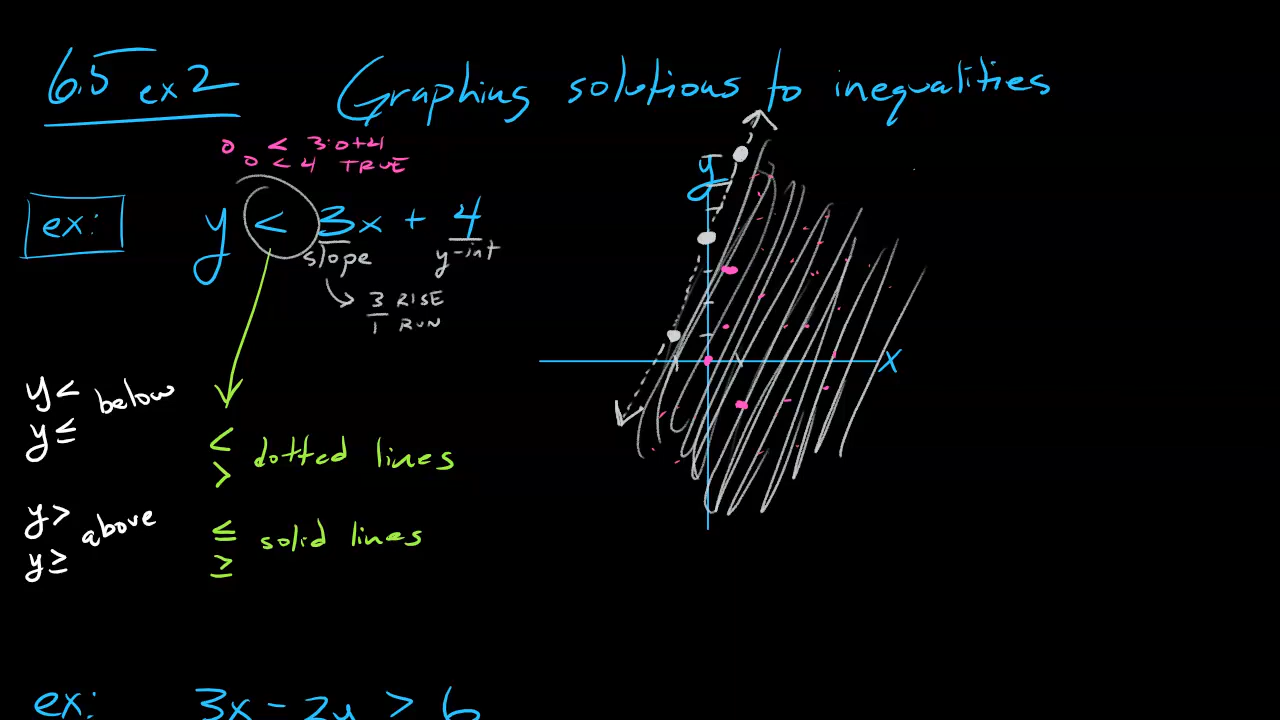 6.5 ex 2 Graphing solutions to inequalities
0 < 3·0+4
0 < 4 TRUE
ex: y < 3x + 4
slope y-int
3 RISE
1 RUN
y
x
y< below
y≤
y> above
y≥
< dotted lines
>
≤ solid lines
≥
ex: 3x - 2y > 6